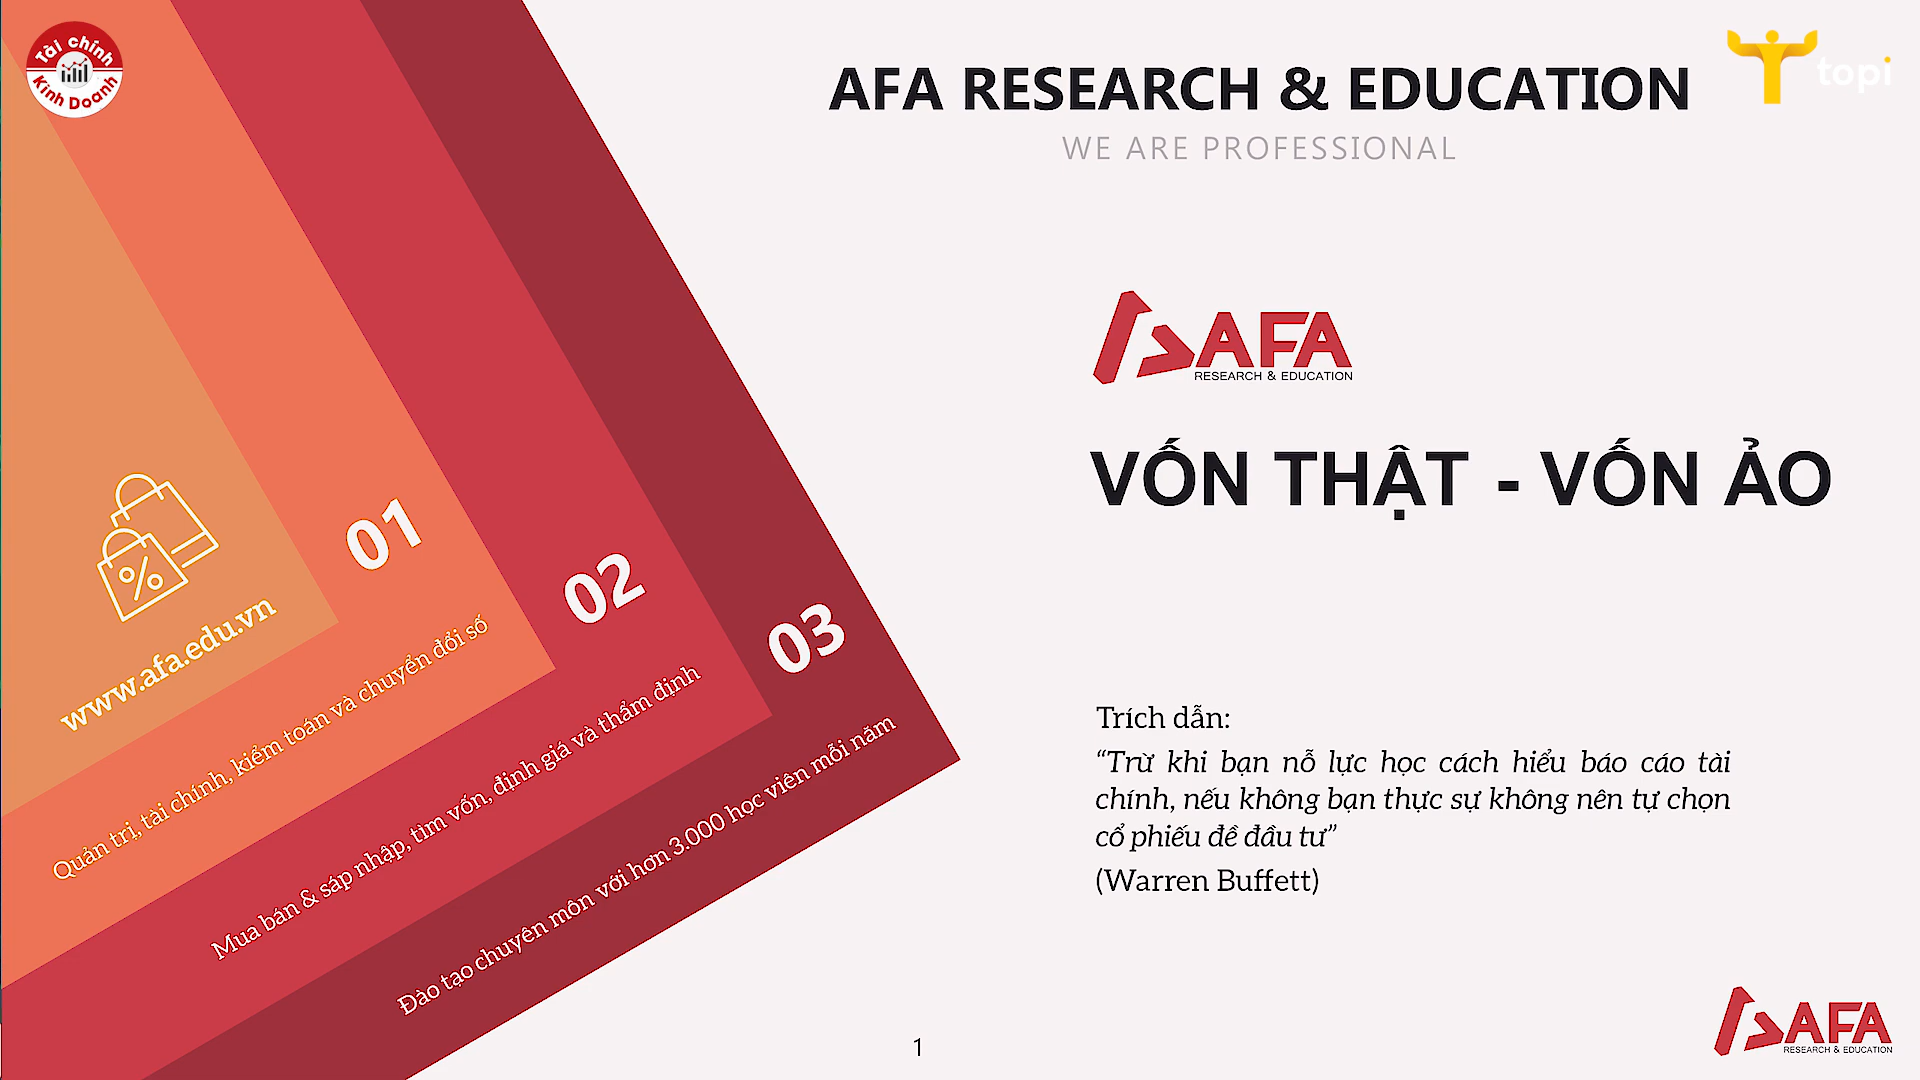 Tài chính
Kinh Doanh
topi
AFA RESEARCH & EDUCATION
WE ARE PROFESSIONAL
AFA
RESEARCH & EDUCATION
VỐN THẬT - VỐN ẢO
01
02
03
%
www.afa.edu.vn
Quản trị, tài chính, kiểm toán và chuyển đổi số
Mua bán & sáp nhập, tìm vốn, định giá và thẩm định
Đào tạo chuyên môn với hơn 3.000 học viên mỗi năm
Trích dẫn:
“Trừ khi bạn nỗ lực học cách hiểu báo cáo tài
chính, nếu không bạn thực sự không nên tự chọn
cổ phiếu đề đầu tư”
(Warren Buffett)
1
AFA
RESEARCH & EDUCATION